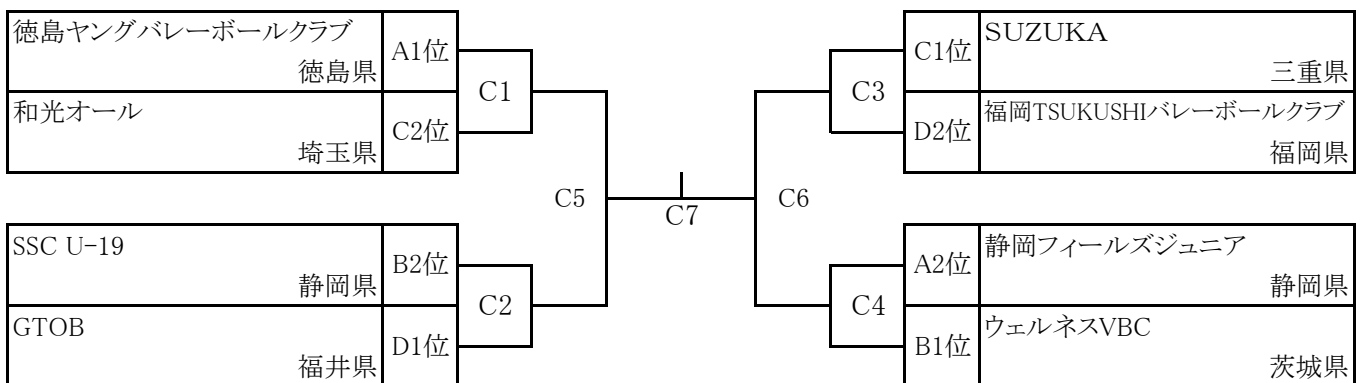 徳島ヤングバレーボールクラブ
徳島県
A1位
和光オール
埼玉県
C2位
C1
SSC U-19
静岡県
B2位
GTOB
福井県
D1位
C2
C5
C7
C6
C3
C1位
SUZUKA
三重県
D2位
福岡TSUKUSHIバレーボールクラブ
福岡県
C4
A2位
静岡フィールズジュニア
静岡県
B1位
ウェルネスVBC
茨城県